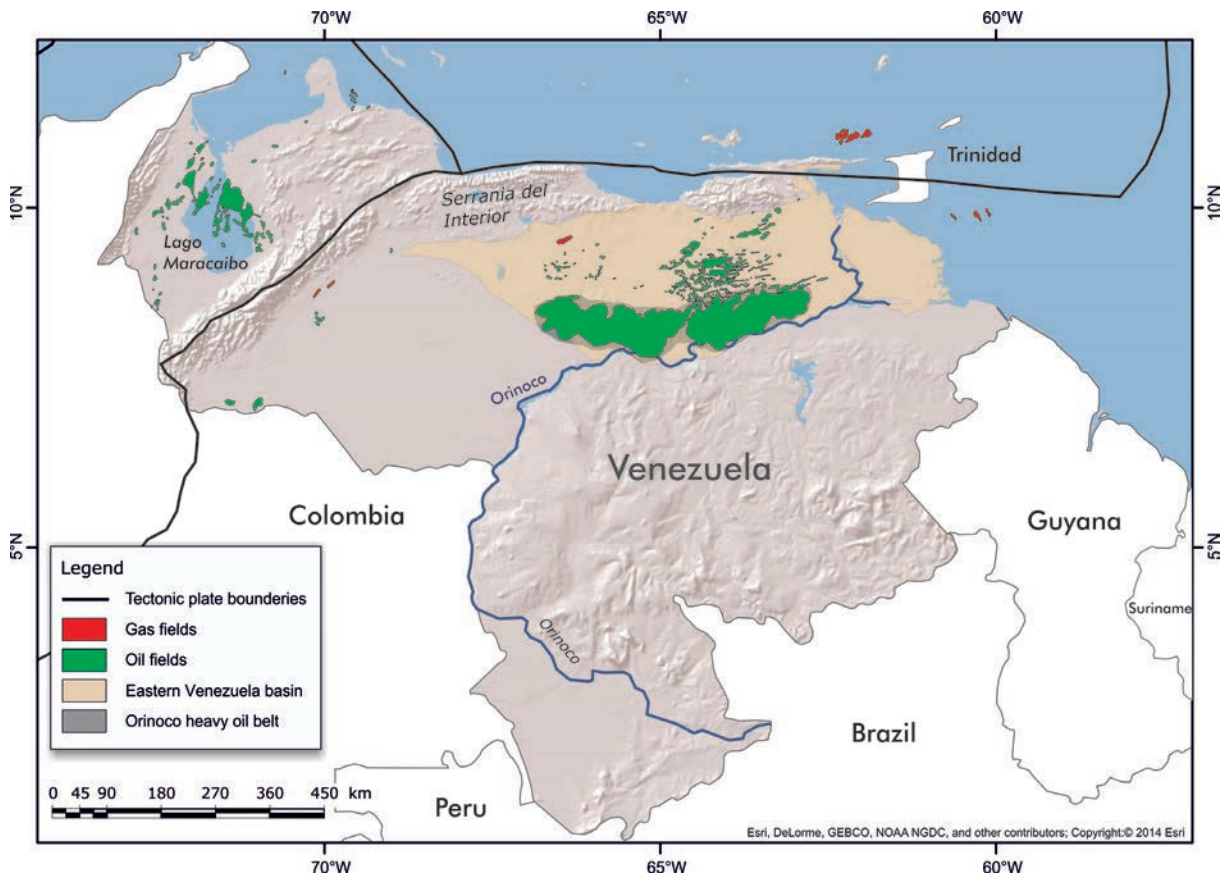 70°W
65°W
60°W
10°N
10°N
Trinidad
Serrania del
Interior
Lago
Maracaibo
Orinoco
Venezuela
Colombia
Guyana
5°N
5°N
Suriname
Orinoco
Brazil
Peru
Legend
Tectonic plate bounderies
Gas fields
Oil fields
Eastern Venezuela basin
Orinoco heavy oil belt
0 45 90 180 270 360 450 km
Esri, DeLorme, GEBCO, NOAA NGDC, and other contributors; Copyright:© 2014 Esri
70°W
65°W
60°W